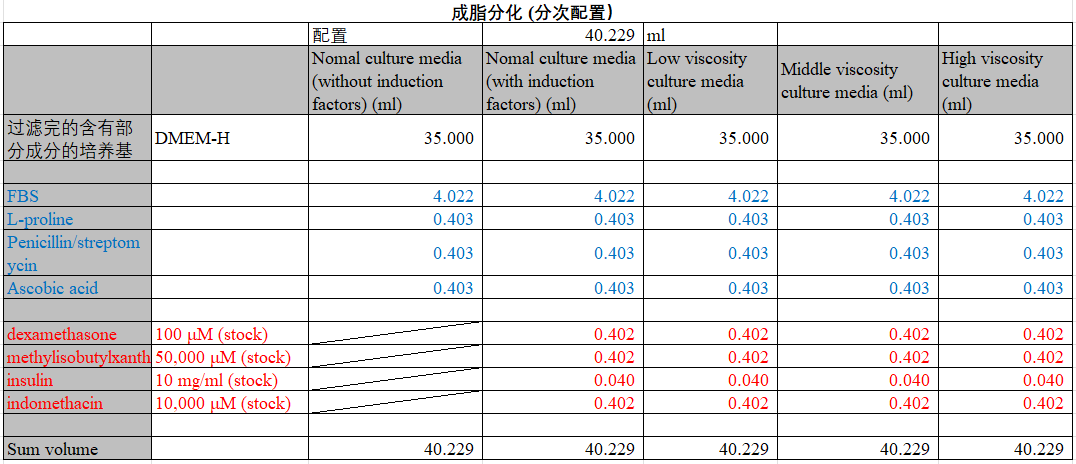 成脂分化 (分次配置）
配置 40.229 ml
Nomal culture media (without induction factors) (ml) Nomal culture media (with induction factors) (ml) Low viscosity culture media (ml) Middle viscosity culture media (ml) High viscosity culture media (ml)
过滤完的含有部分成分的培养基 DMEM-H 35.000 35.000 35.000 35.000 35.000
FBS 4.022 4.022 4.022 4.022 4.022
L-proline 0.403 0.403 0.403 0.403 0.403
Penicillin/streptomycin 0.403 0.403 0.403 0.403 0.403
Ascobic acid 0.403 0.403 0.403 0.403 0.403
dexamethasone 100 μM (stock) 0.402 0.402 0.402 0.402
methylisobutylxanth 50,000 μM (stock) 0.402 0.402 0.402 0.402
insulin 10 mg/ml (stock) 0.040 0.040 0.040 0.040
indomethacin 10,000 μM (stock) 0.402 0.402 0.402 0.402
Sum volume 40.229 40.229 40.229 40.229 40.229